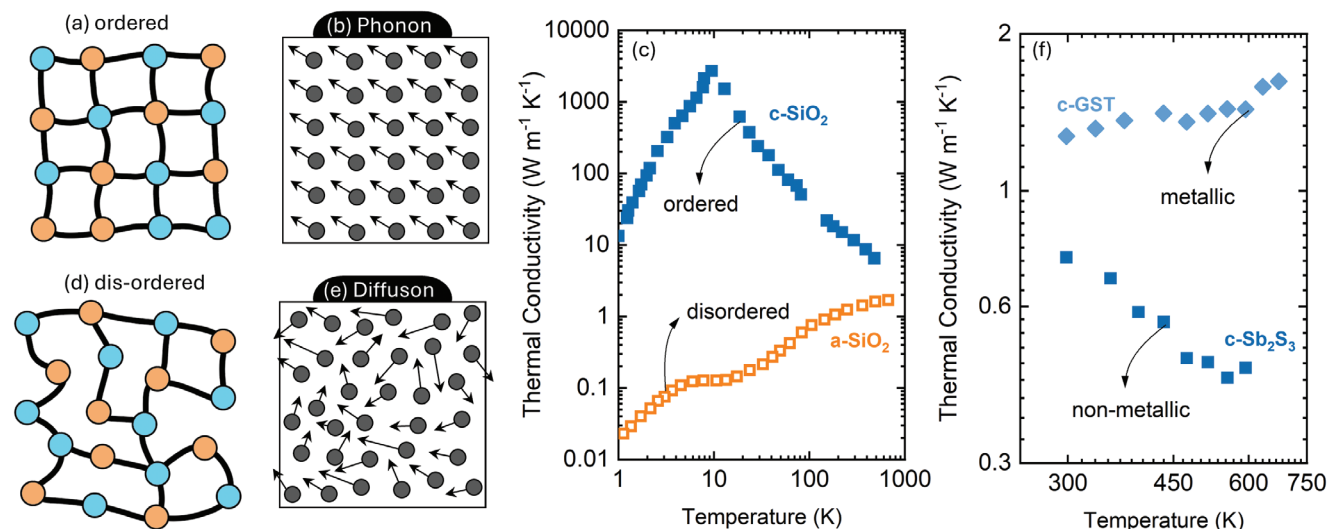 (a) ordered
(b) Phonon
(d) dis-ordered
(e) Diffuson
(c)
Thermal Conductivity (W m⁻¹ K⁻¹)
10000
1000
100
10
1
0.1
0.01
c-SiO₂
ordered
disordered
a-SiO₂
1
10
100
1000
Temperature (K)
(f)
Thermal Conductivity (W m⁻¹ K⁻¹)
2
1
0.6
0.3
c-GST
metallic
c-Sb₂S₃
non-metallic
300
450
600
750
Temperature (K)